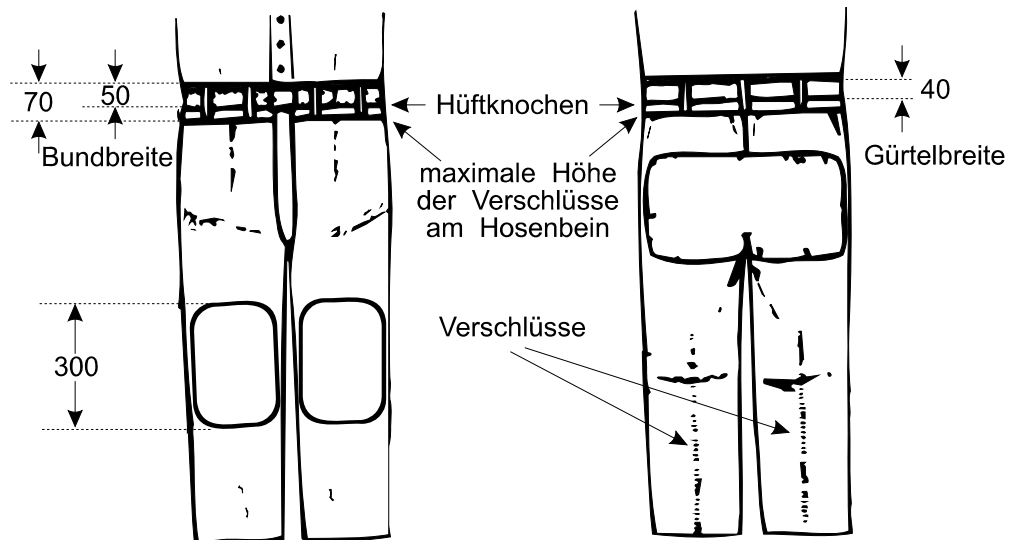 70
50
Bundbreite
Hüftknochen
maximale Höhe
der Verschlüsse
am Hosenbein
40
Gürtelbreite
300
Verschlüsse